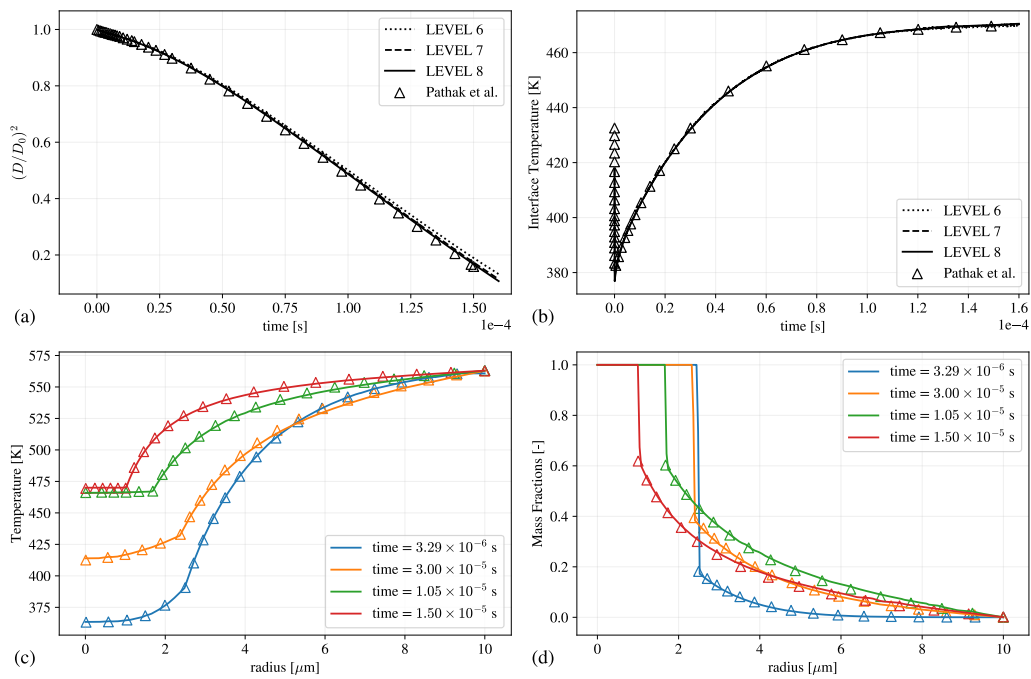 1.0
0.8
0.6
0.4
0.2
(D/D₀)²
0.00
0.25
0.50
0.75
1.00
1.25
1.50
time [s]
1e−4
LEVEL 6
LEVEL 7
LEVEL 8
Pathak et al.
(a)
460
440
420
400
380
Interface Temperature [K]
0.0
0.2
0.4
0.6
0.8
1.0
1.2
1.4
1.6
time [s]
1e−4
LEVEL 6
LEVEL 7
LEVEL 8
Pathak et al.
(b)
575
550
525
500
475
450
425
400
375
Temperature [K]
0
2
4
6
8
10
radius [μm]
time = 3.29 × 10⁻⁶ s
time = 3.00 × 10⁻⁵ s
time = 1.05 × 10⁻⁵ s
time = 1.50 × 10⁻⁵ s
(c)
1.0
0.8
0.6
0.4
0.2
0.0
Mass Fractions [-]
0
2
4
6
8
10
radius [μm]
time = 3.29 × 10⁻⁶ s
time = 3.00 × 10⁻⁵ s
time = 1.05 × 10⁻⁵ s
time = 1.50 × 10⁻⁵ s
(d)